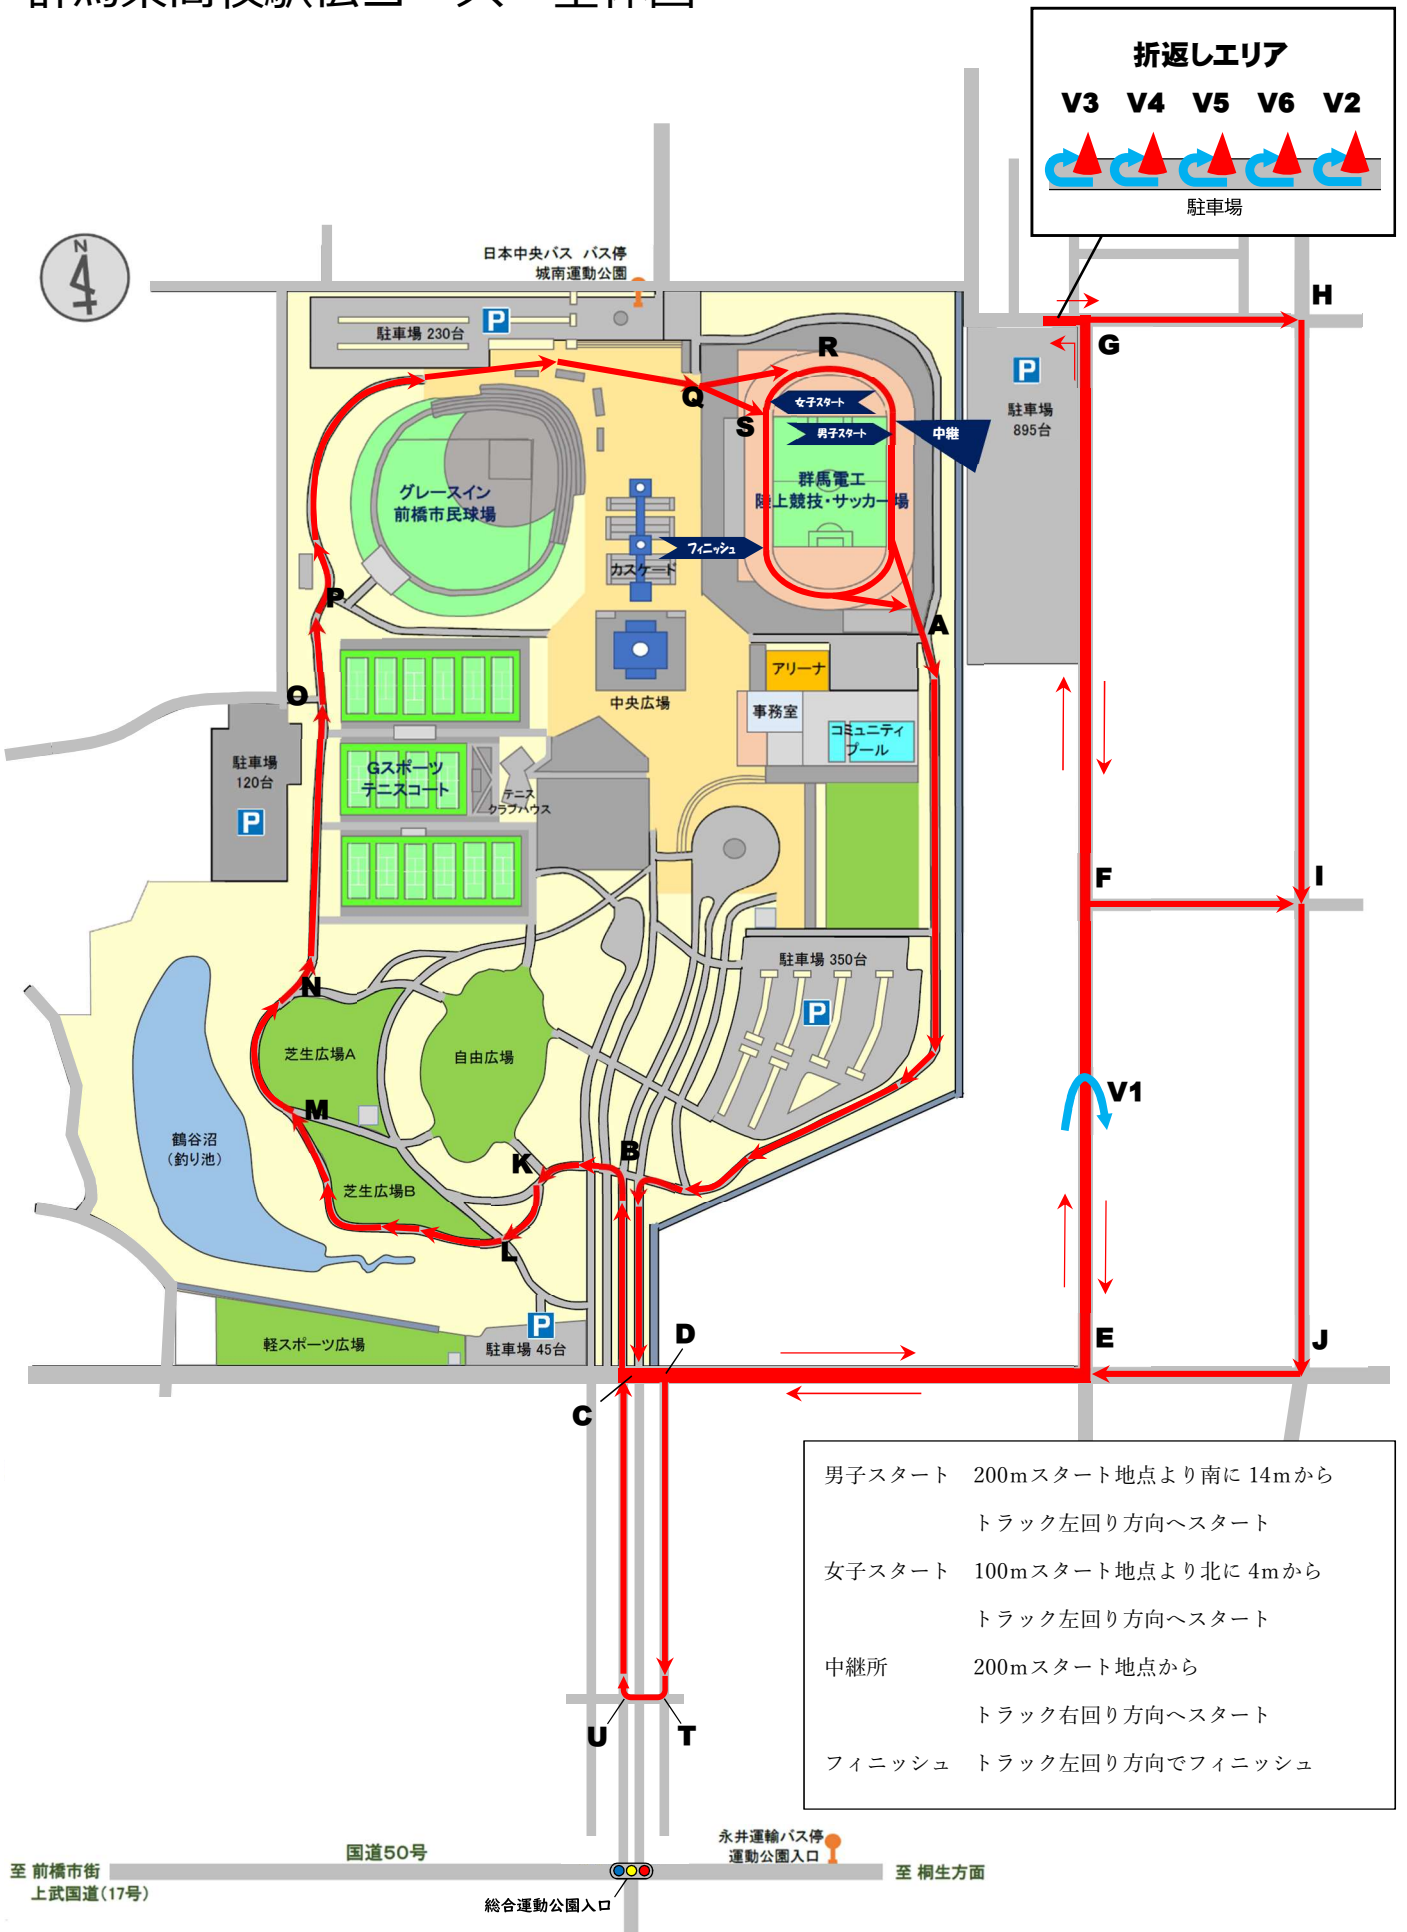 折返しエリア
V3 V4 V5 V6 V2
駐車場
N
日本中央バス バス停
城南運動公園
駐車場 230台
P
H
G
R
Q
S
女子スタート
男子スタート
中継
P
駐車場
895台
グレースイン
前橋市民球場
群馬電工
陸上競技・サッカー場
フィニッシュ
カスケード
P
A
アリーナ
中央広場
事務室
コミュニティ
プール
O
駐車場
120台
P
Gスポーツ
テニスコート
テニス
クラブハウス
F
I
駐車場 350台
P
N
芝生広場A
自由広場
V1
M
鶴谷沼
(釣り池)
芝生広場B
K
B
L
P
軽スポーツ広場
駐車場 45台
D
E
J
C
男子スタート 200mスタート地点より南に 14mから
トラック左回り方向へスタート
女子スタート 100mスタート地点より北に 4mから
トラック左回り方向へスタート
中継所 200mスタート地点から
トラック右回り方向へスタート
フィニッシュ トラック左回り方向でフィニッシュ
U
T
国道50号
永井運輸バス停
運動公園入口
至 前橋市街
上武国道(17号)
至 桐生方面
総合運動公園入口